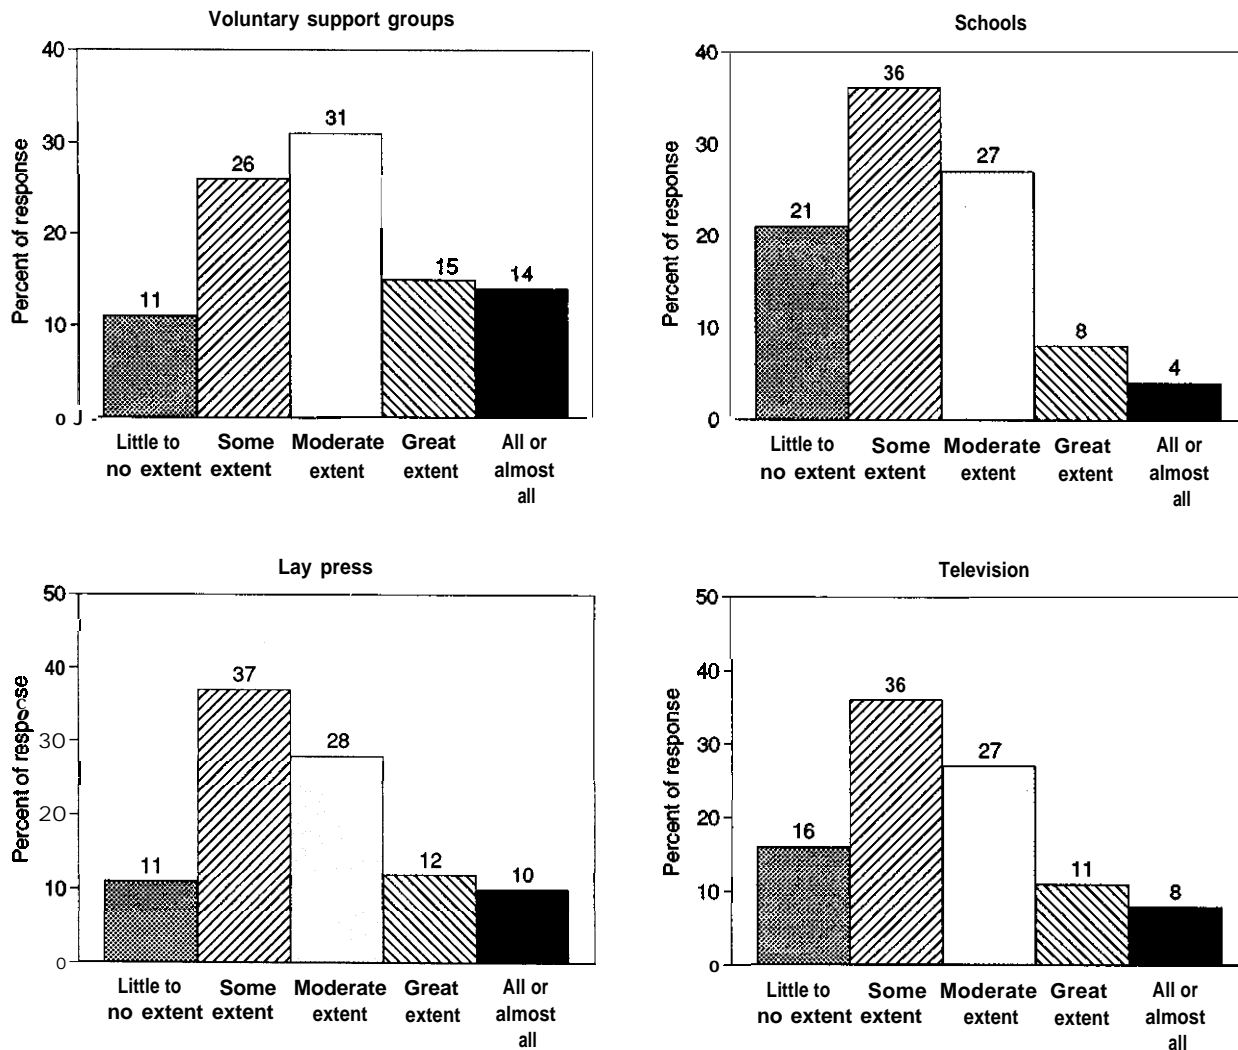 Voluntary support groups
40
30
20
10
0
Percent of response
11
26
31
15
14
Little to no extent
Some extent
Moderate extent
Great extent
All or almost all
Schools
40
30
20
10
0
Percent of response
21
36
27
8
4
Little to no extent
Some extent
Moderate extent
Great extent
All or almost all
Lay press
50
40
30
20
10
0
Percent of response
11
37
28
12
10
Little to no extent
Some extent
Moderate extent
Great extent
All or almost all
Television
50
40
30
20
10
0
Percent of response
16
36
27
11
8
Little to no extent
Some extent
Moderate extent
Great extent
All or almost all